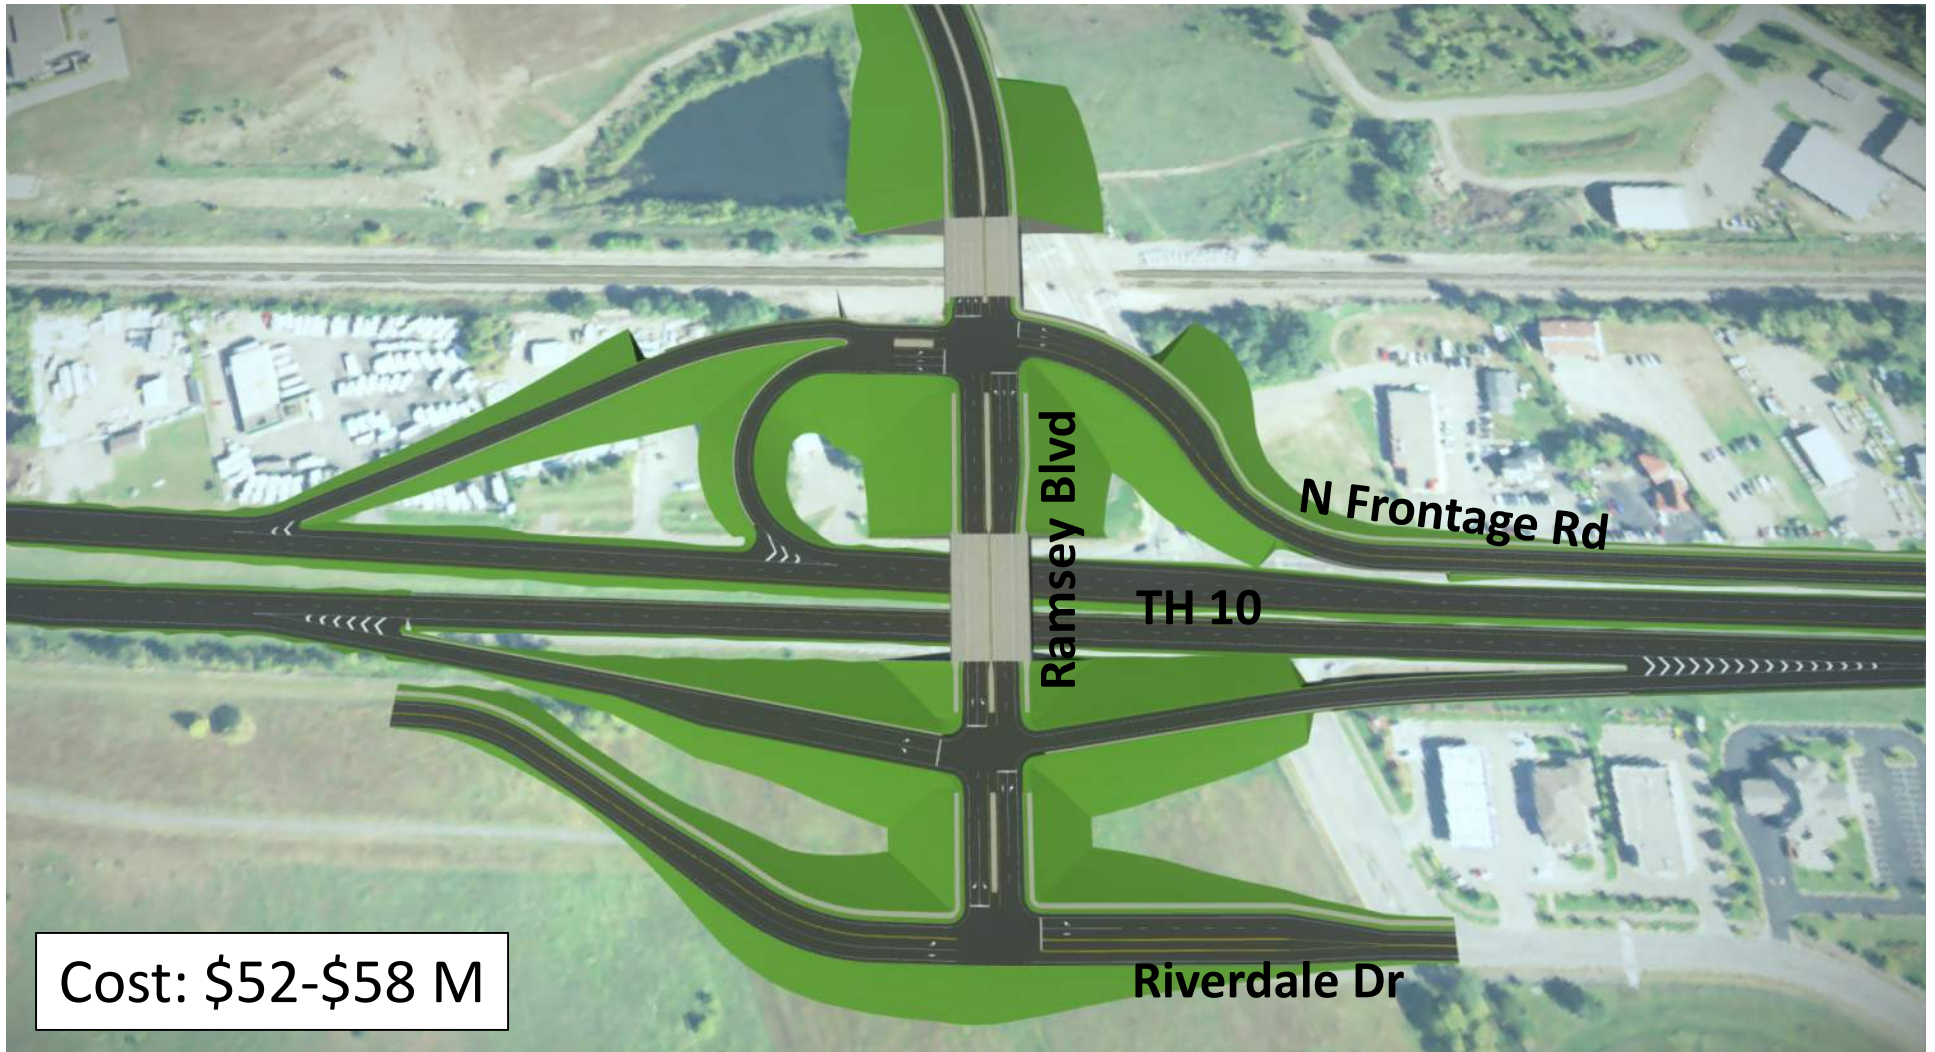 Ramsey Blvd
N Frontage Rd
TH 10
Cost: $52-$58 M
Riverdale Dr